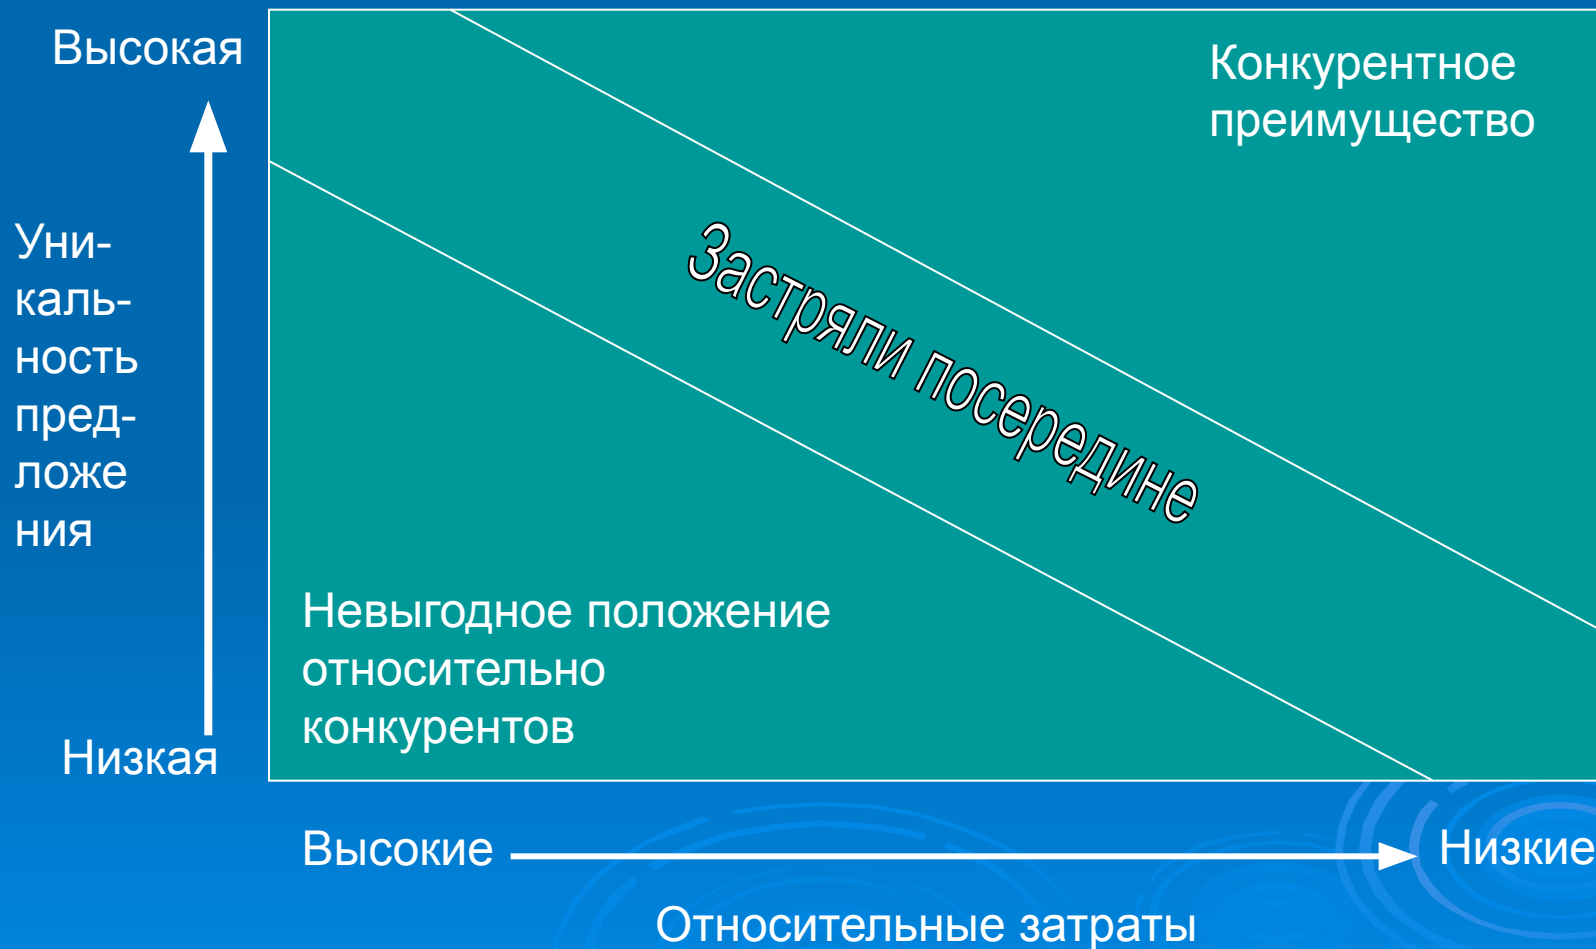 Высокая
Конкурентное
преимущество
Уни-
каль-
ность
пред-
ложе
ния
Застряли посередине
Невыгодное положение
относительно
конкурентов
Низкая
Высокие
Низкие
Относительные затраты